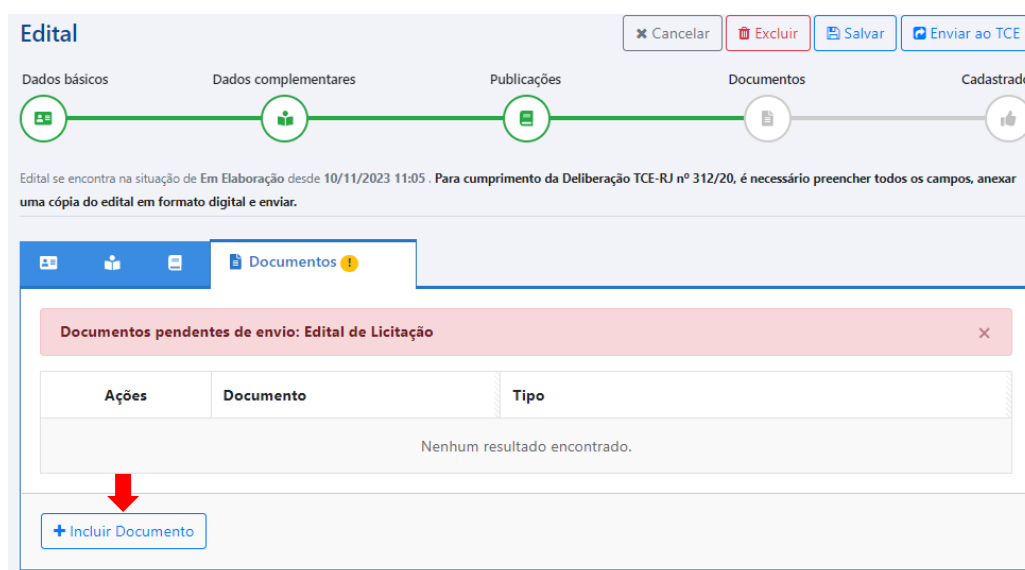 Edital
Cancelar
Excluir
Salvar
Enviar ao TCE
Dados básicos
Dados complementares
Publicações
Documentos
Cadastrado
Edital se encontra na situação de Em Elaboração desde 10/11/2023 11:05 . Para cumprimento da Deliberação TCE-RJ nº 312/20, é necessário preencher todos os campos, anexar
uma cópia do edital em formato digital e enviar.
Documentos !
Documentos pendentes de envio: Edital de Licitação ×
Ações
Documento
Tipo
Nenhum resultado encontrado.
+ Incluir Documento